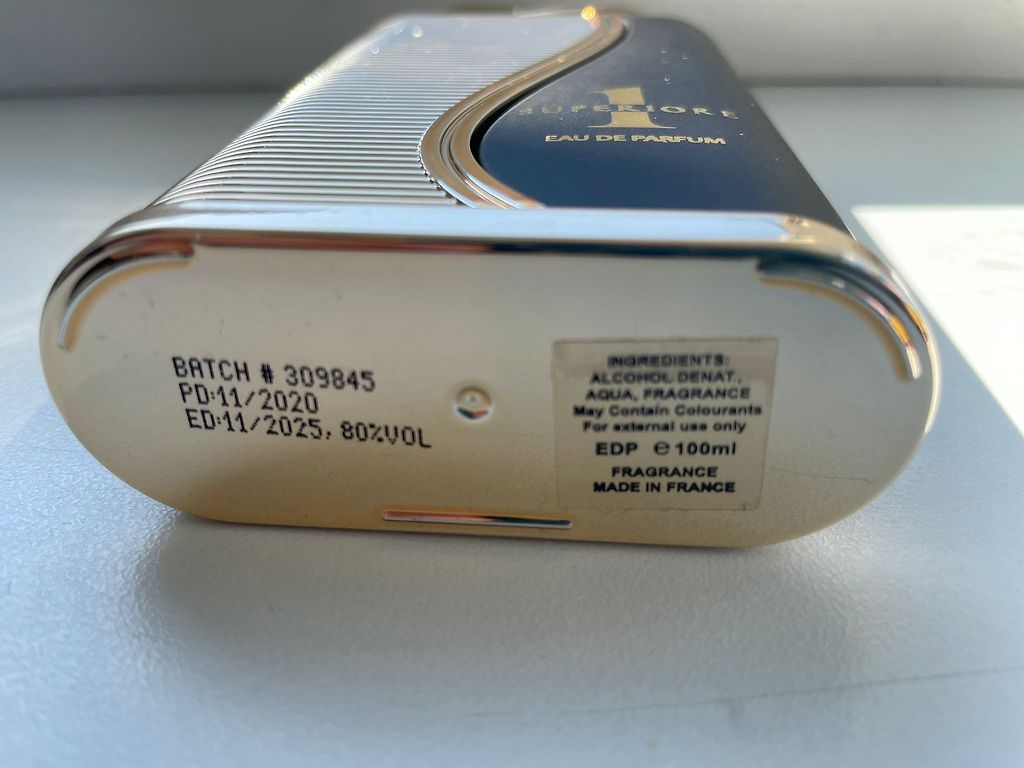 1
SUPERIORE
EAU DE PARFUM
BATCH # 309845
PD:11/2020
ED:11/2025, 80%VOL
INGREDIENTS:
ALCOHOL DENAT.,
AQUA, FRAGRANCE
May Contain Colourants
For external use only
EDP ℮ 100ml
FRAGRANCE
MADE IN FRANCE